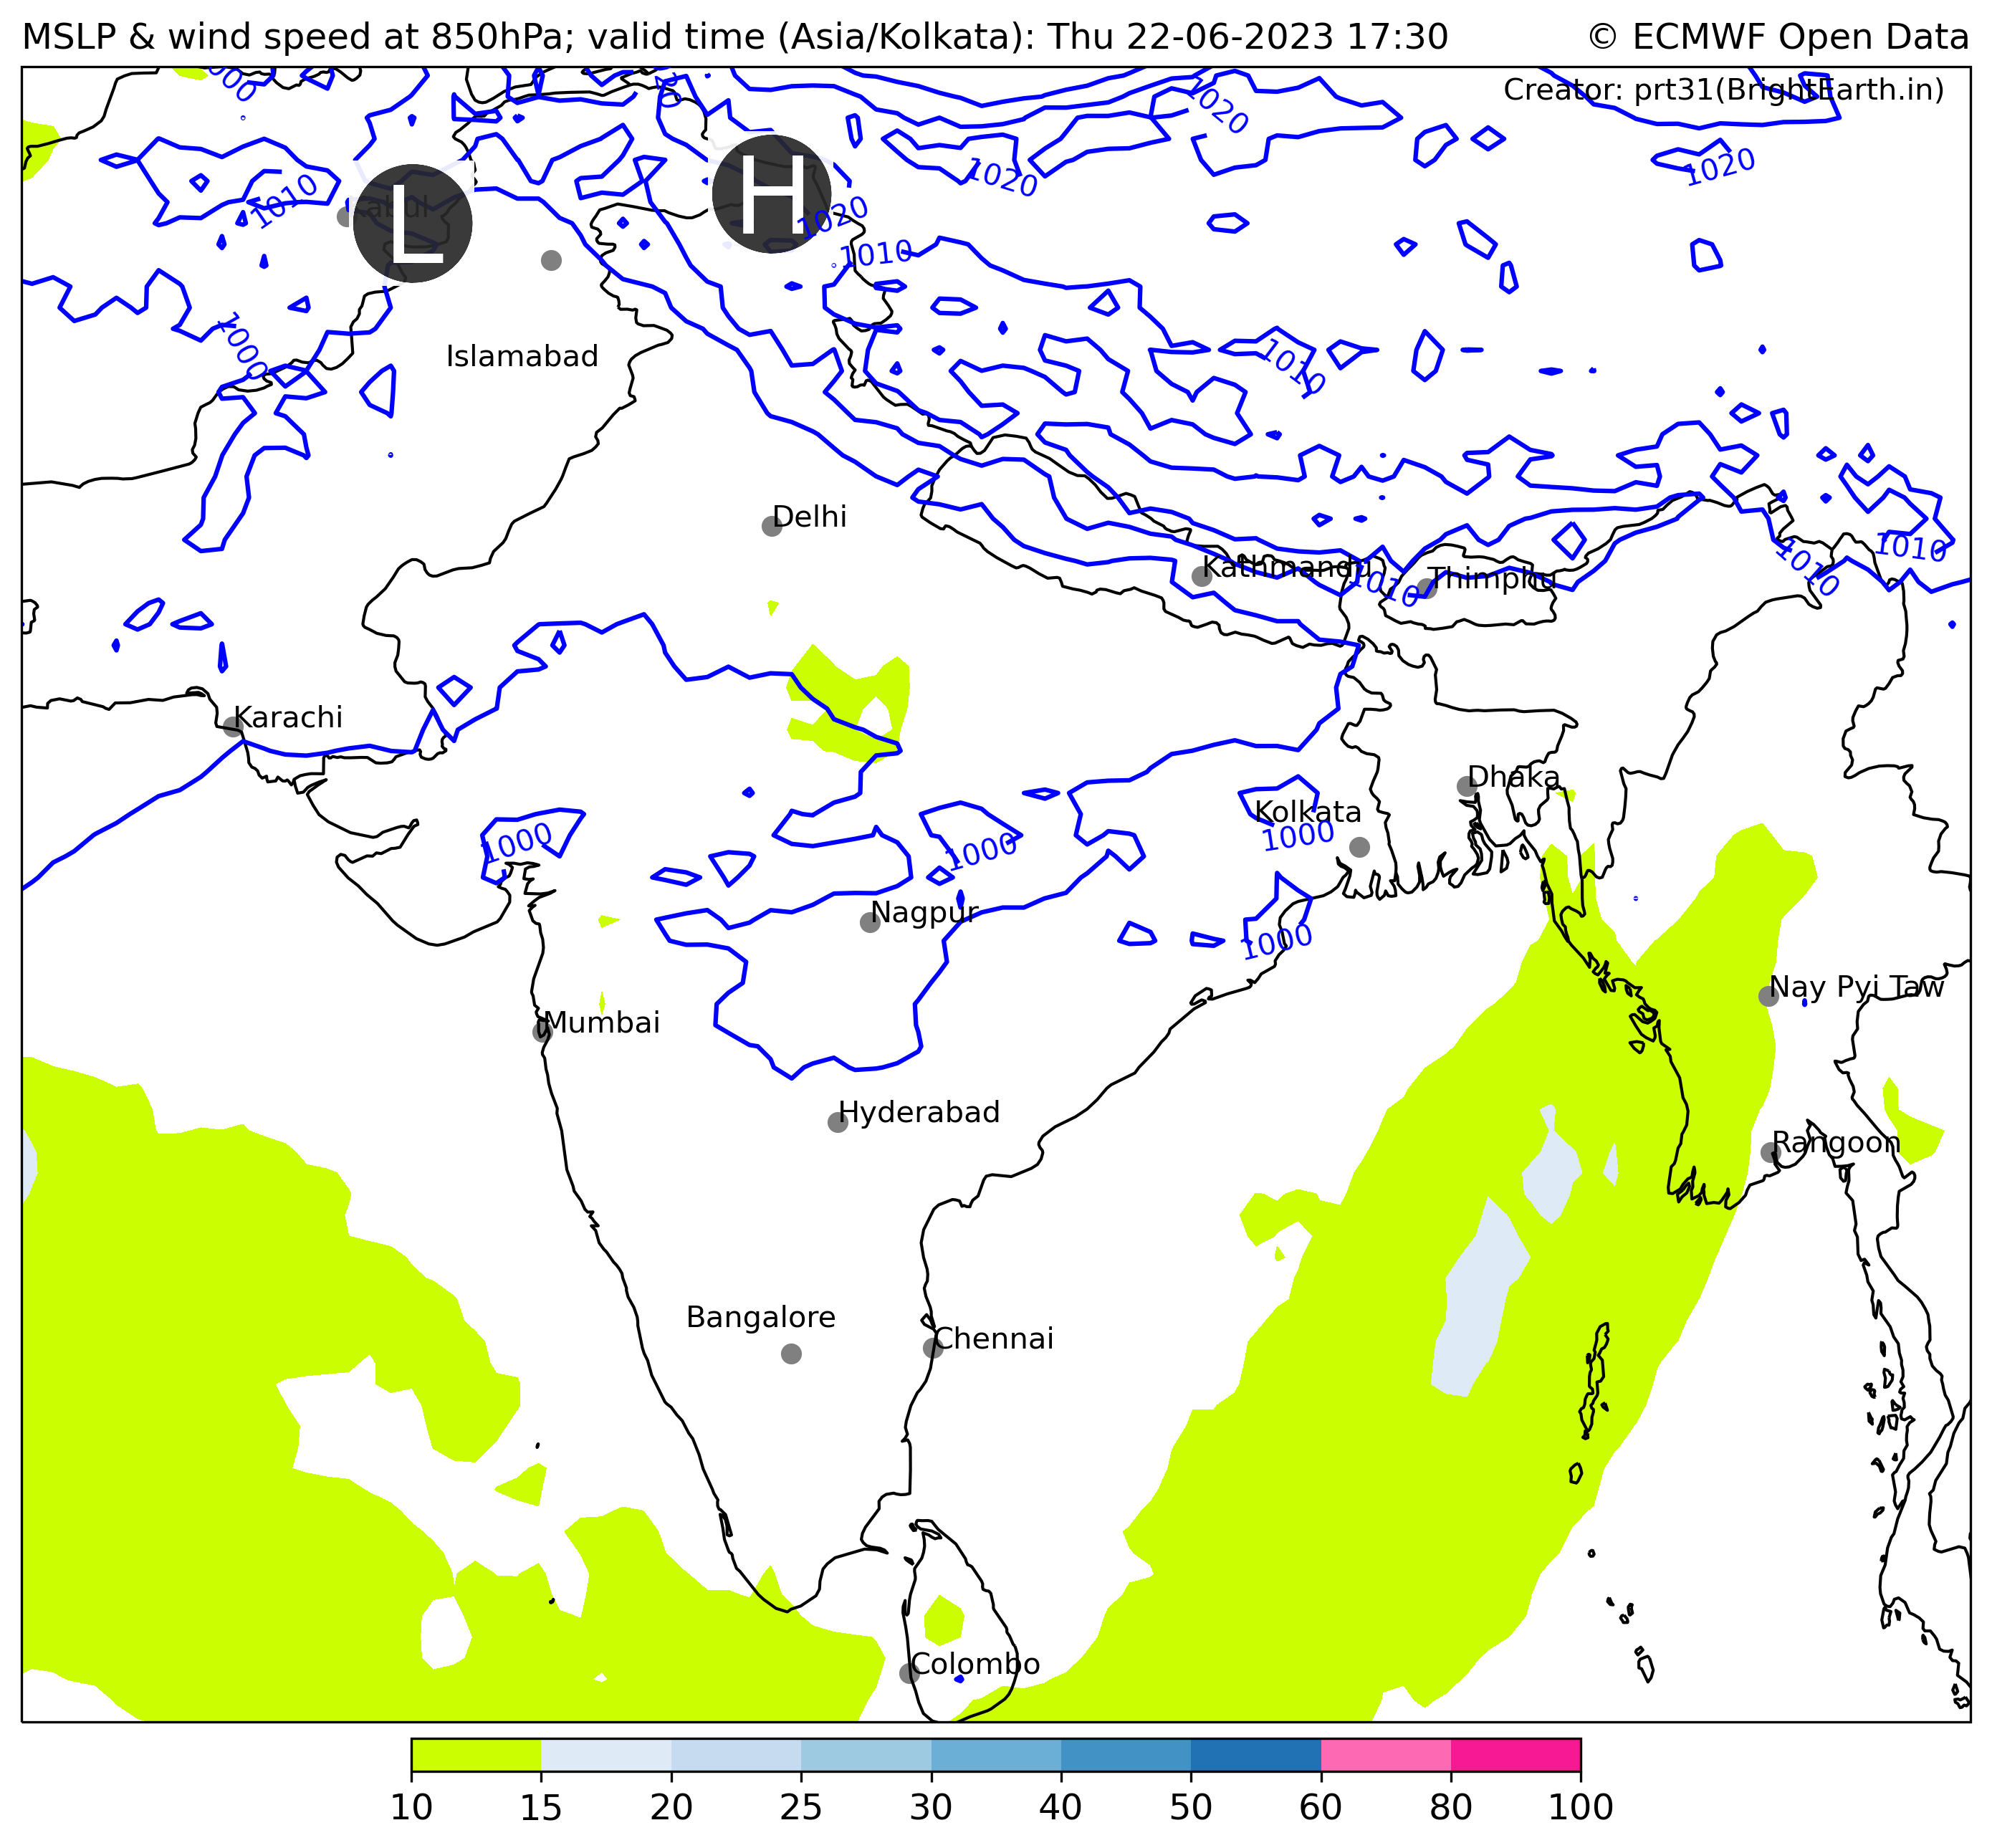 MSLP & wind speed at 850hPa; valid time (Asia/Kolkata): Thu 22-06-2023 17:30
© ECMWF Open Data
Creator: prt31(BrightEarth.in)
1020
1020
1020
1010
L
H
1020
1010
1000
1010
Islamabad
Delhi
1010
1010
Kathmandu
1010
Thimphu
Karachi
Dhaka
Kolkata
1000
1000
1000
Nagpur
1000
Nay Pyi Taw
Mumbai
Hyderabad
Rangoon
Bangalore
Chennai
Colombo
10 15 20 25 30 40 50 60 80 100